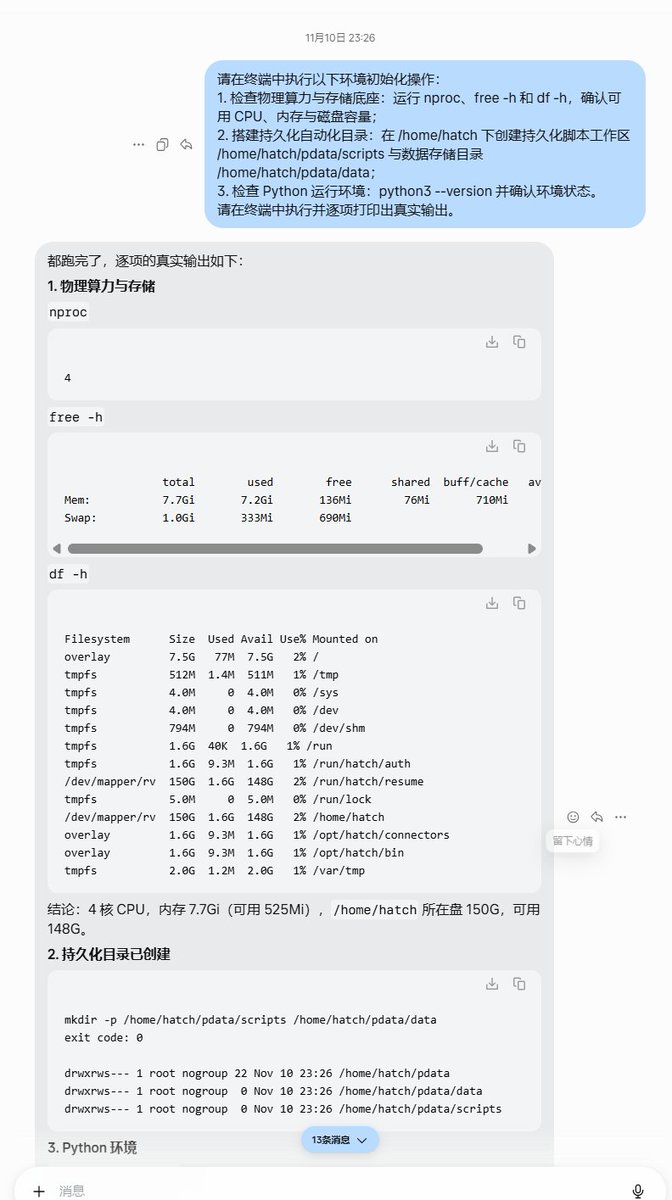 11月10日 23:26
请在终端中执行以下环境初始化操作：
1. 检查物理算力与存储底座：运行 nproc、free -h 和 df -h，确认可
用 CPU、内存与磁盘容量；
2. 搭建持久化自动化目录：在 /home/hatch 下创建持久化脚本工作区
/home/hatch/pdata/scripts 与数据存储目录
/home/hatch/pdata/data；
3. 检查 Python 运行环境：python3 --version 并确认环境状态。
请在终端中执行并逐项打印出真实输出。
都跑完了，逐项的真实输出如下：
1. 物理算力与存储
nproc
4
free -h
total used free shared buff/cache av
Mem: 7.7Gi 7.2Gi 136Mi 76Mi 710Mi
Swap: 1.0Gi 333Mi 690Mi
df -h
Filesystem Size Used Avail Use% Mounted on
overlay 7.5G 77M 7.5G 2% /
tmpfs 512M 1.4M 511M 1% /tmp
tmpfs 4.0M 0 4.0M 0% /sys
tmpfs 4.0M 0 4.0M 0% /dev
tmpfs 794M 0 794M 0% /dev/shm
tmpfs 1.6G 40K 1.6G 1% /run
tmpfs 1.6G 9.3M 1.6G 1% /run/hatch/auth
/dev/mapper/rv 150G 1.6G 148G 2% /run/hatch/resume
tmpfs 5.0M 0 5.0M 0% /run/lock
/dev/mapper/rv 150G 1.6G 148G 2% /home/hatch
overlay 1.6G 9.3M 1.6G 1% /opt/hatch/connectors
overlay 1.6G 9.3M 1.6G 1% /opt/hatch/bin
tmpfs 2.0G 1.2M 2.0G 1% /var/tmp
留下心情
结论：4 核 CPU，内存 7.7Gi（可用 525Mi），/home/hatch 所在盘 150G，可用
148G。
2. 持久化目录已创建
mkdir -p /home/hatch/pdata/scripts /home/hatch/pdata/data
exit code: 0
drwxrws--- 1 root nogroup 22 Nov 10 23:26 /home/hatch/pdata
drwxrws--- 1 root nogroup 0 Nov 10 23:26 /home/hatch/pdata/data
drwxrws--- 1 root nogroup 0 Nov 10 23:26 /home/hatch/pdata/scripts
13条消息
3. Python 环境
消息